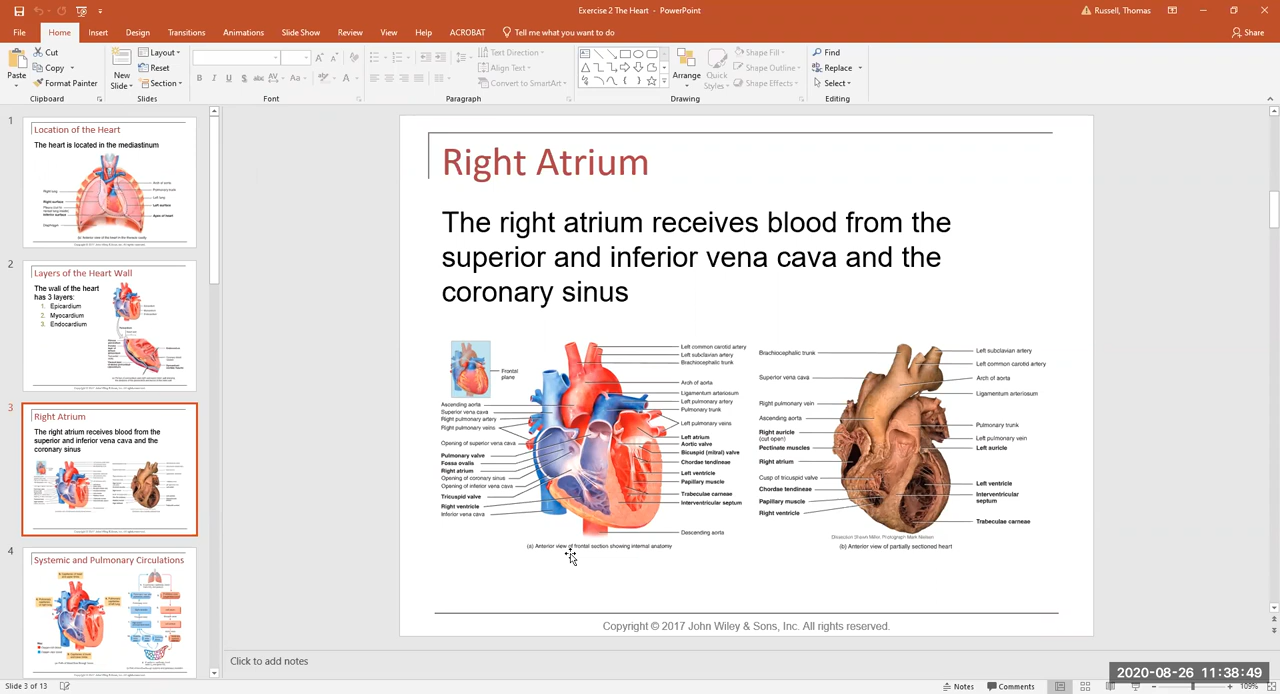 Exercise 2 The Heart - PowerPoint
Russell, Thomas
File Home Insert Design Transitions Animations Slide Show Review View Help ACROBAT Tell me what you want to do
Share
Paste
Cut
Copy
Format Painter
Clipboard
New Slide
Layout
Reset
Section
Slides
B I U S abc AV Aa A
Font
Text Direction
Align Text
Convert to SmartArt
Paragraph
Arrange
Quick Styles
Shape Fill
Shape Outline
Shape Effects
Drawing
Find
Replace
Select
Editing
1
Location of the Heart
The heart is located in the mediastinum
2
Layers of the Heart Wall
The wall of the heart
has 3 layers:
1. Epicardium
2. Myocardium
3. Endocardium
3
Right Atrium
The right atrium receives blood from the
superior and inferior vena cava and the
coronary sinus
4
Systemic and Pulmonary Circulations
Right Atrium
The right atrium receives blood from the
superior and inferior vena cava and the
coronary sinus
Frontal
plane
Ascending aorta
Superior vena cava
Right pulmonary artery
Right pulmonary veins
Opening of superior vena cava
Pulmonary valve
Fossa ovalis
Right atrium
Opening of coronary sinus
Opening of inferior vena cava
Tricuspid valve
Right ventricle
Inferior vena cava
Left common carotid artery
Left subclavian artery
Brachiocephalic trunk
Arch of aorta
Ligamentum arteriosum
Left pulmonary artery
Pulmonary trunk
Left pulmonary veins
Left atrium
Aortic valve
Bicuspid (mitral) valve
Chordae tendineae
Left ventricle
Papillary muscle
Trabeculae carneae
Interventricular septum
Descending aorta
(a) Anterior view of frontal section showing internal anatomy
Brachiocephalic trunk
Superior vena cava
Right pulmonary vein
Ascending aorta
Right auricle
(cut open)
Pectinate muscles
Right atrium
Cusp of tricuspid valve
Chordae tendineae
Papillary muscle
Right ventricle
Left subclavian artery
Left common carotid artery
Arch of aorta
Ligamentum arteriosum
Pulmonary trunk
Left pulmonary vein
Left auricle
Left ventricle
Interventricular
septum
Trabeculae carneae
Dissection Shawn Miller, Photograph Mark Nielsen
(b) Anterior view of partially sectioned heart
Copyright © 2017 John Wiley & Sons, Inc. All rights reserved.
Click to add notes
2020-08-26 11:38:49
Slide 3 of 13
Notes
Comments
109%